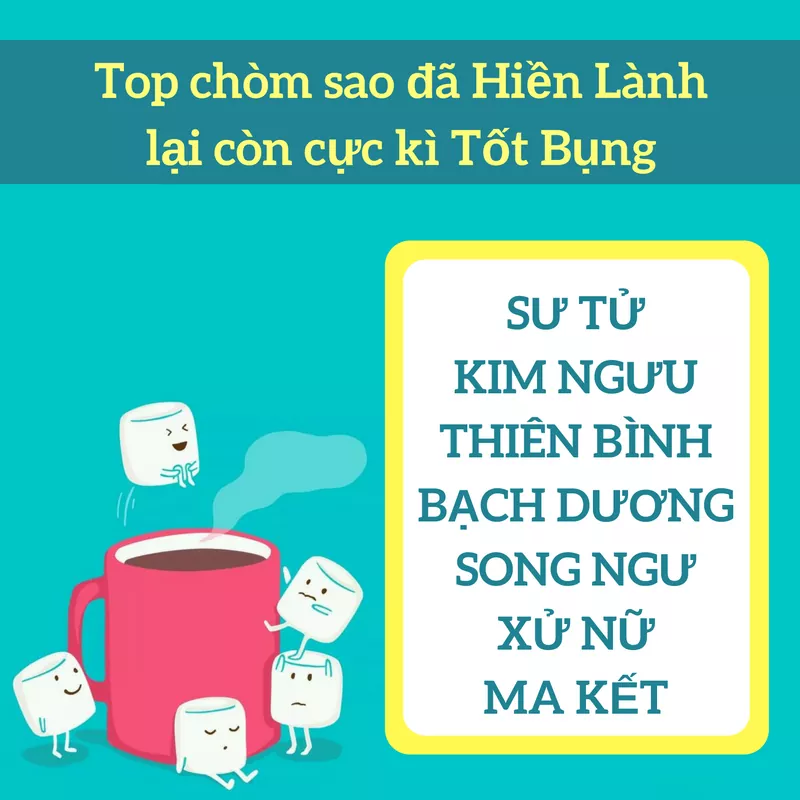 Top chòm sao đã Hiền Lành
lại còn cực kì Tốt Bụng
SƯ TỬ
KIM NGƯU
THIÊN BÌNH
BẠCH DƯƠNG
SONG NGƯ
XỬ NỮ
MA KẾT